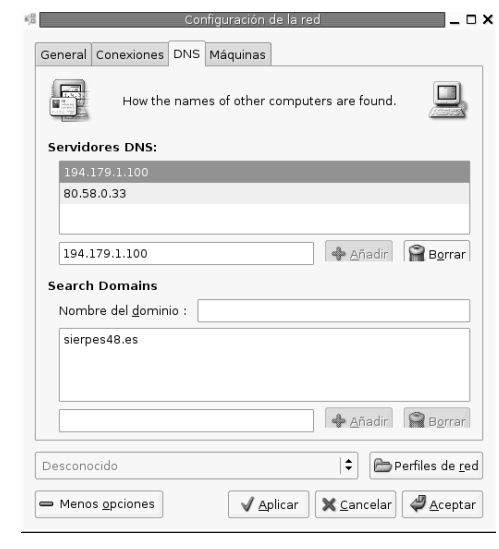 Configuración de la red
General Conexiones DNS Máquinas
How the names of other computers are found.
Servidores DNS:
194.179.1.100
80.58.0.33
194.179.1.100 Añadir Borrar
Search Domains
Nombre del dominio :
sierpes48.es
Añadir Borrar
Desconocido Perfiles de red
Menos opciones Aplicar Cancelar Aceptar